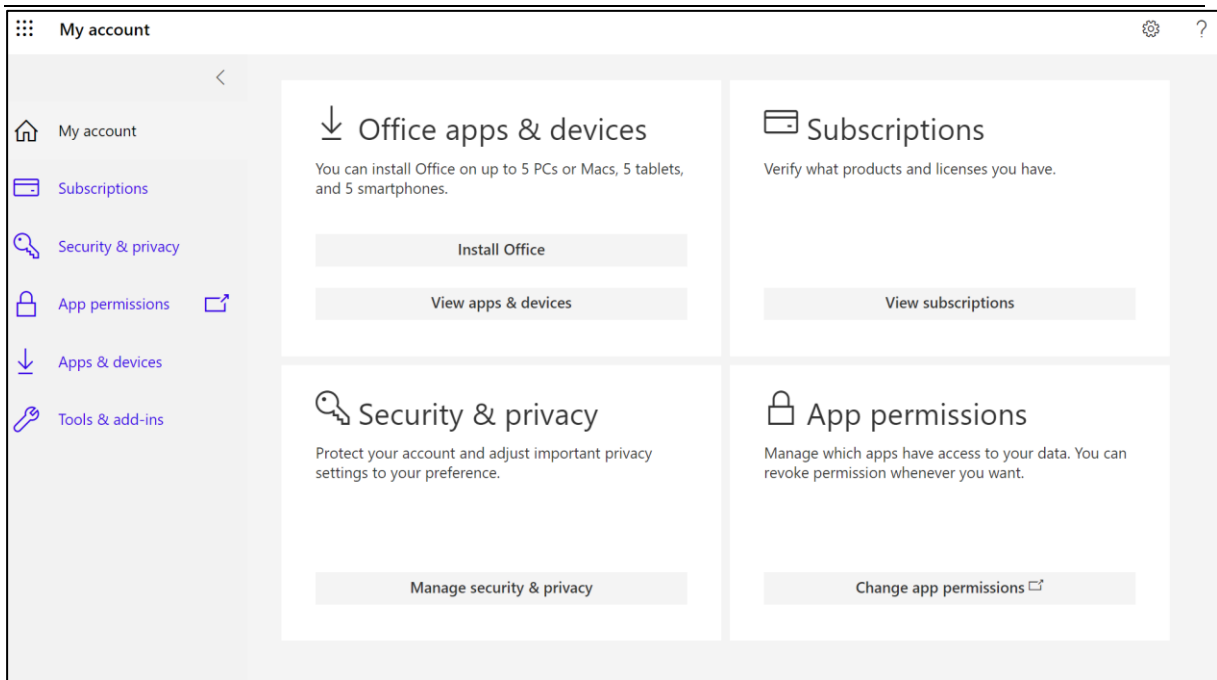 My account
?
My account
Subscriptions
Security & privacy
App permissions
Apps & devices
Tools & add-ins
Office apps & devices
You can install Office on up to 5 PCs or Macs, 5 tablets,
and 5 smartphones.
Install Office
View apps & devices
Subscriptions
Verify what products and licenses you have.
View subscriptions
Security & privacy
Protect your account and adjust important privacy
settings to your preference.
Manage security & privacy
App permissions
Manage which apps have access to your data. You can
revoke permission whenever you want.
Change app permissions